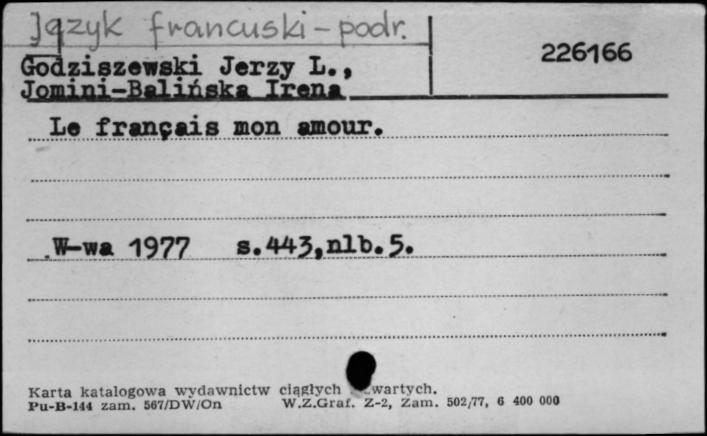 Język francuski - podr.
226166
Godziszewski Jerzy L.,
Jomini-Balińska Irena
Le français mon amour.
W-wa 1977 s.443,nlb.5.
Karta katalogowa wydawnictw ciągłych wartych.
Pu-B-144 zam. 567/DW/On W.Z.Graf. Z-2, Zam. 502/77, 6 400 000